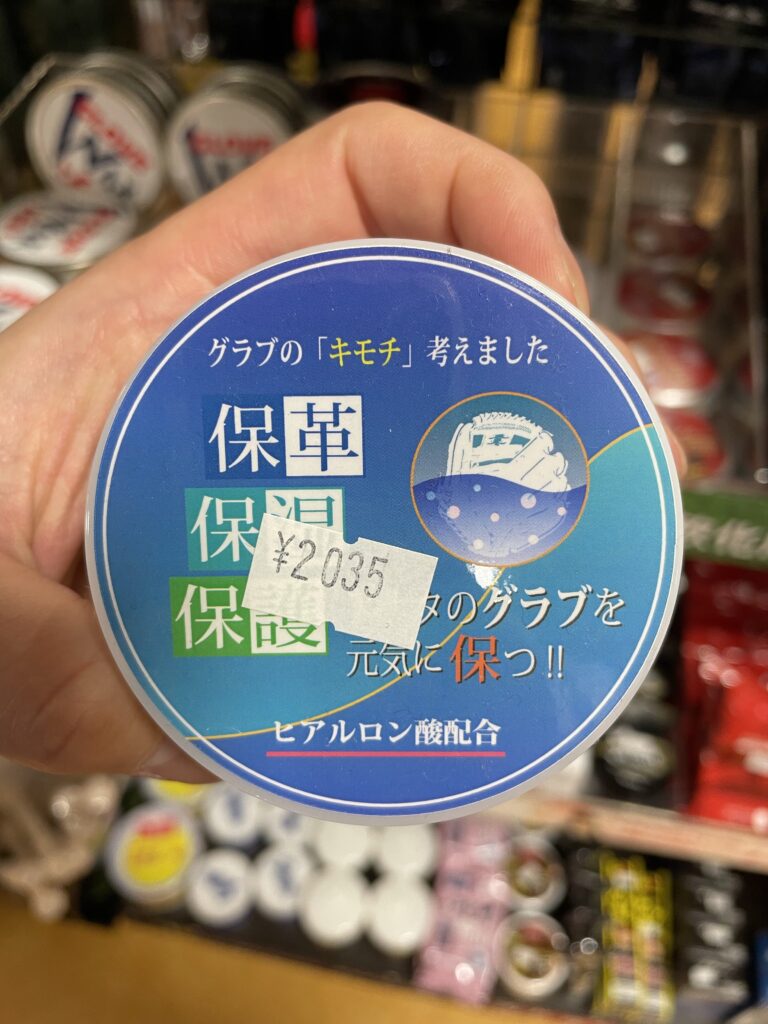 グラブの「キモチ」考えました
保革
保湿
保護
¥2035
タのグラブを
元気に保つ!!
ヒアルロン酸配合